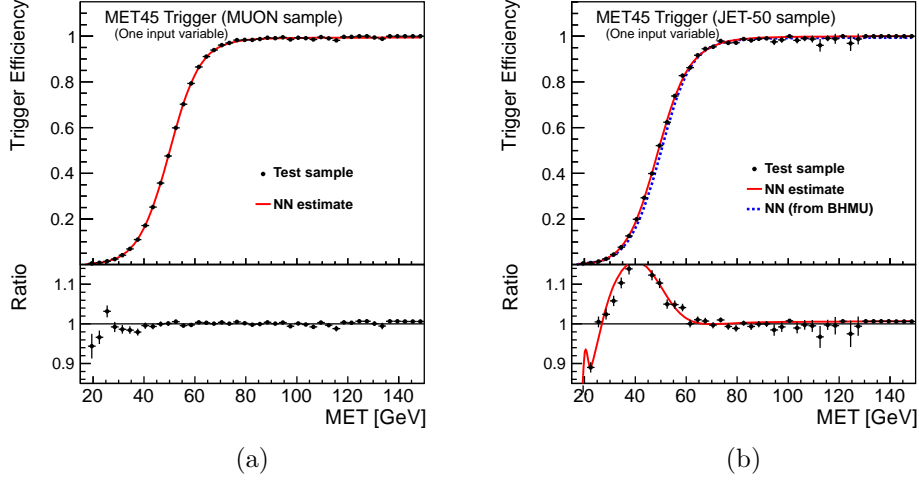 MET45 Trigger (MUON sample)
(One input variable)
Trigger Efficiency
1
0.8
0.6
0.4
0.2
Test sample
NN estimate
Ratio
1.1
1
0.9
20 40 60 80 100 120 140
MET [GeV]
(a)
MET45 Trigger (JET-50 sample)
(One input variable)
Trigger Efficiency
1
0.8
0.6
0.4
0.2
Test sample
NN estimate
NN (from BHMU)
Ratio
1.1
1
0.9
20 40 60 80 100 120 140
MET [GeV]
(b)